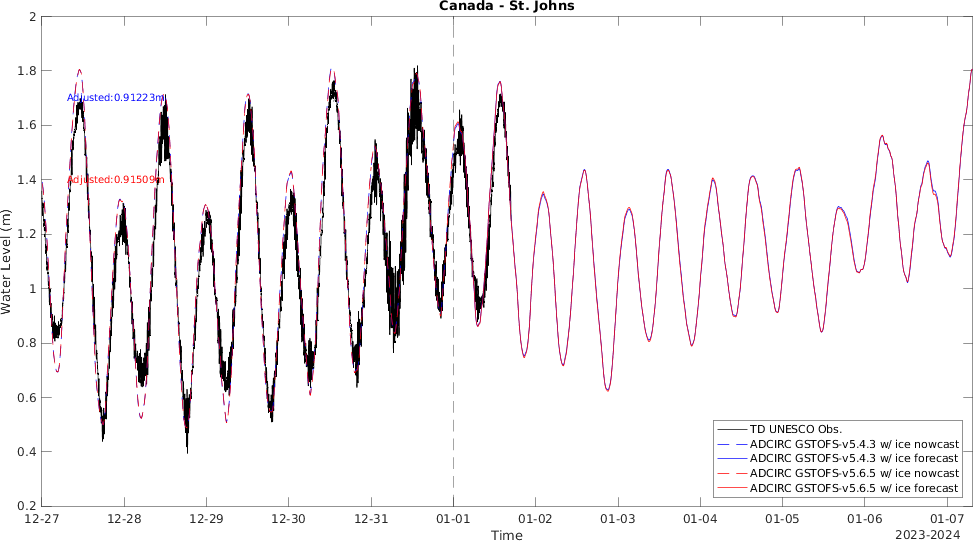 Canada - St. Johns
2
1.8
1.6
1.4
1.2
1
0.8
0.6
0.4
0.2
Water Level (m)
Adjusted:0.91223m
Adjusted:0.91509m
TD UNESCO Obs.
ADCIRC GSTOFS-v5.4.3 w/ ice nowcast
ADCIRC GSTOFS-v5.4.3 w/ ice forecast
ADCIRC GSTOFS-v5.6.5 w/ ice nowcast
ADCIRC GSTOFS-v5.6.5 w/ ice forecast
12-27 12-28 12-29 12-30 12-31 01-01 01-02 01-03 01-04 01-05 01-06 01-07
Time
2023-2024